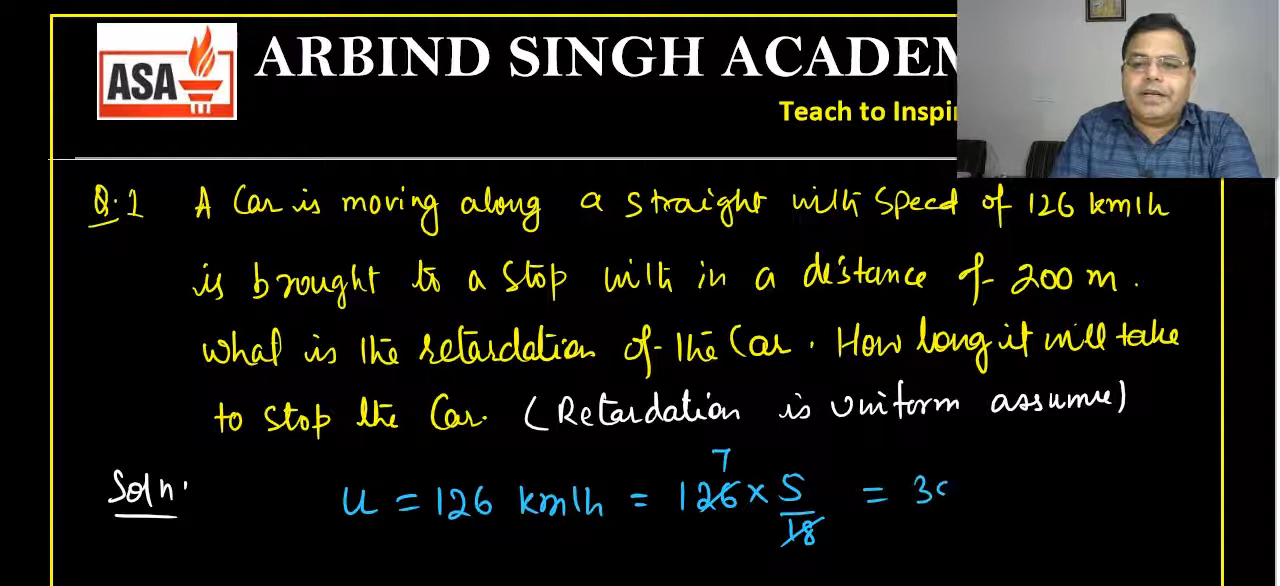 ASA
ARBIND SINGH ACADEM
Teach to Inspi
Q.1 A Car is moving along a straight with speed of 126 km/h
is brought to a stop with in a distance of 200 m.
What is the retardation of the Car. How long it will take
to stop the Car. (Retardation is uniform assume)
Soln. u = 126 km/h = 126 × 5/18 = 3
7